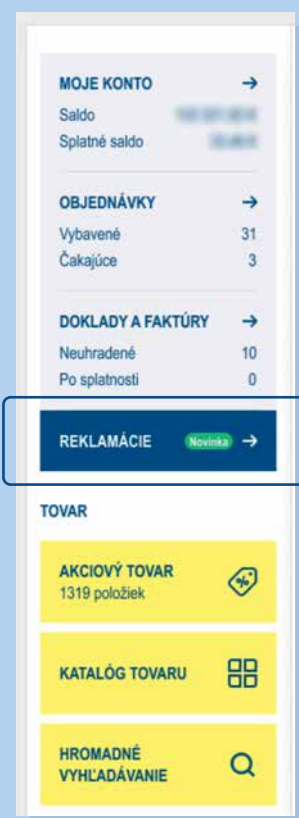 MOJE KONTO
Saldo
Splatné saldo
OBJEDNÁVKY
Vybavené 31
Čakajúce 3
DOKLADY A FAKTÚRY
Neuhradené 10
Po splatnosti 0
REKLAMÁCIE Novinka
TOVAR
AKCIOVÝ TOVAR
1319 položiek
KATALÓG TOVARU
HROMADNÉ
VYHĽADÁVANIE